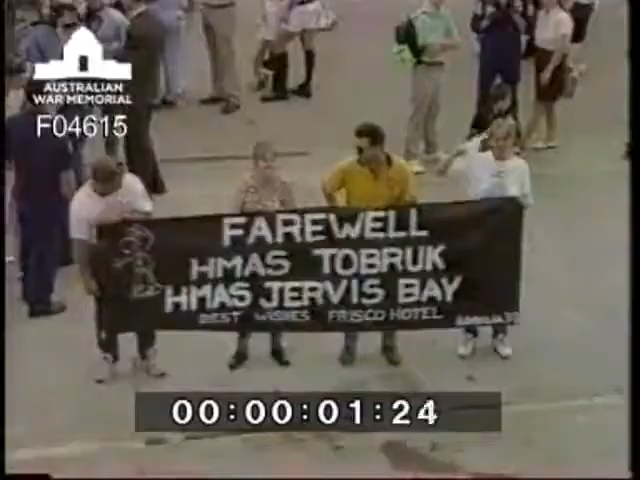 AUSTRALIAN
WAR MEMORIAL
F04615
FAREWELL
HMAS TOBRUK
HMAS JERVIS BAY
BEST WISHES FRISCO HOTEL
00:00:01:24